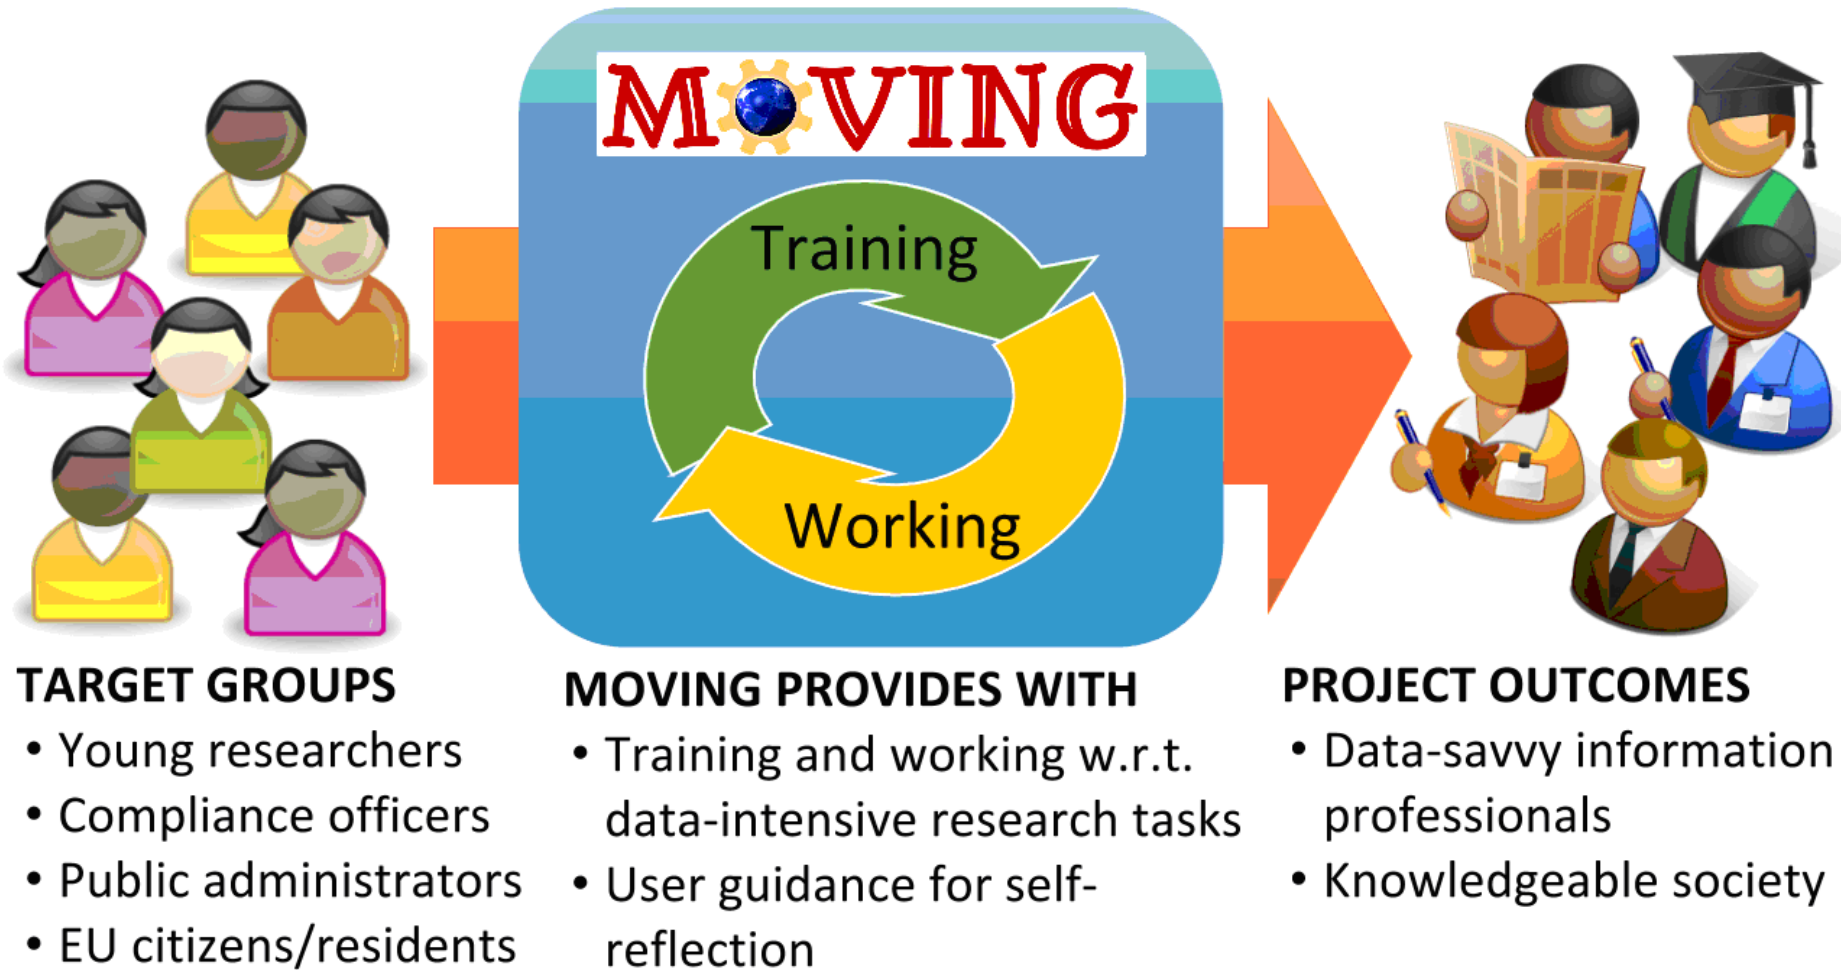 MOVING
Training
Working
TARGET GROUPS
• Young researchers
• Compliance officers
• Public administrators
• EU citizens/residents
MOVING PROVIDES WITH
• Training and working w.r.t.
data-intensive research tasks
• User guidance for self-
reflection
PROJECT OUTCOMES
• Data-savvy information
professionals
• Knowledgeable society